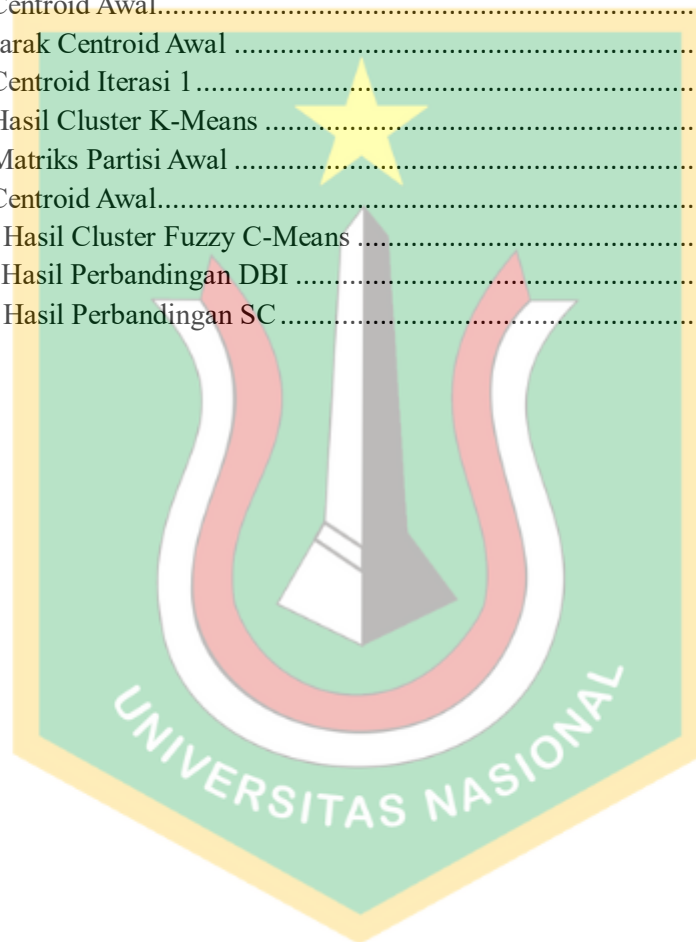 Centroid Awal
arak Centroid Awal
Centroid Iterasi 1
Hasil Cluster K-Means
Matriks Partisi Awal
Centroid Awal
Hasil Cluster Fuzzy C-Means
Hasil Perbandingan DBI
Hasil Perbandingan SC
UNIVERSITAS NASIONAL